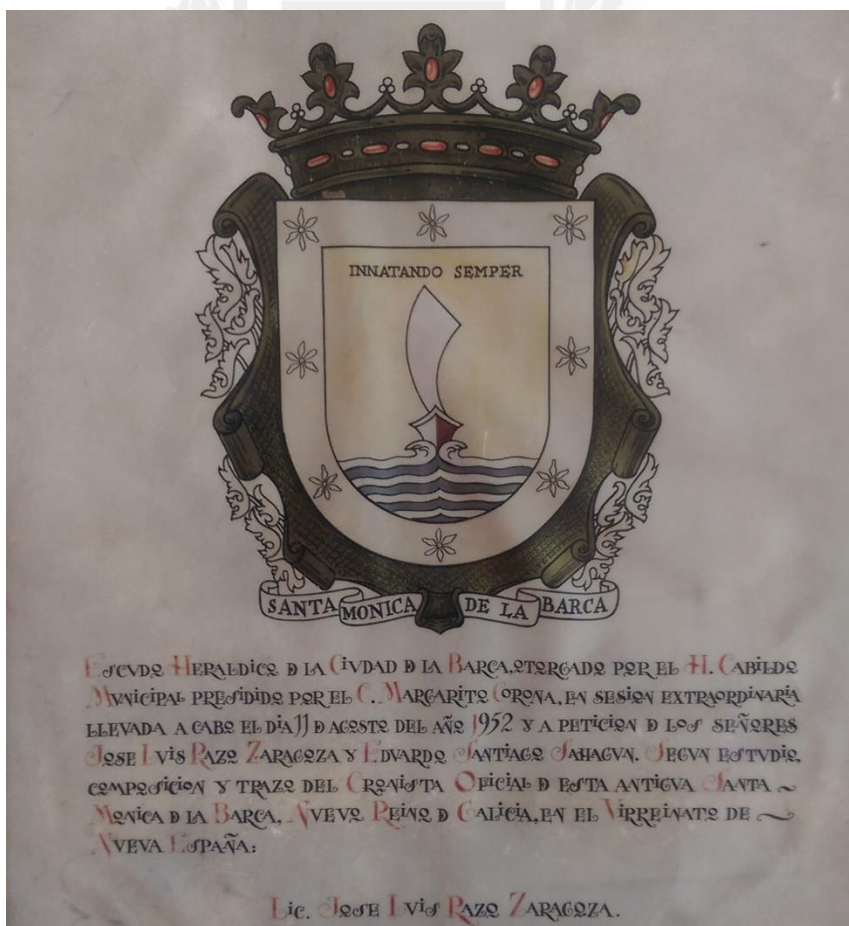 INNATANDO SEMPER
SANTA MONICA DE LA BARCA
ESCVDO HERALDICO D LA CIVDAD D LA BARCA, OTORGADO POR EL H. CABILDO
MVNICIPAL PRESIDIDO POR EL C. MARGARITO CORONA, EN SESION EXTRAORDINARIA
LLEVADA A CABO EL DIA 11 D AGOSTO DEL AÑO 1952 Y A PETICION D LOS SEÑORES
JOSE LVIS RAZO ZARAGOZA Y EDVARDO SANTIAGO SAHAGVN. SEGVN ESTVDIO,
COMPOSICION Y TRAZO DEL CRONISTA OFICIAL D ESTA ANTIGVA SANTA ~
MONICA D LA BARCA, NVEVO REINO D GALICIA, EN EL VIRREINATO DE ~
NVEVA ESPAÑA:
LIC. JOSE LVIS RAZO ZARAGOZA.